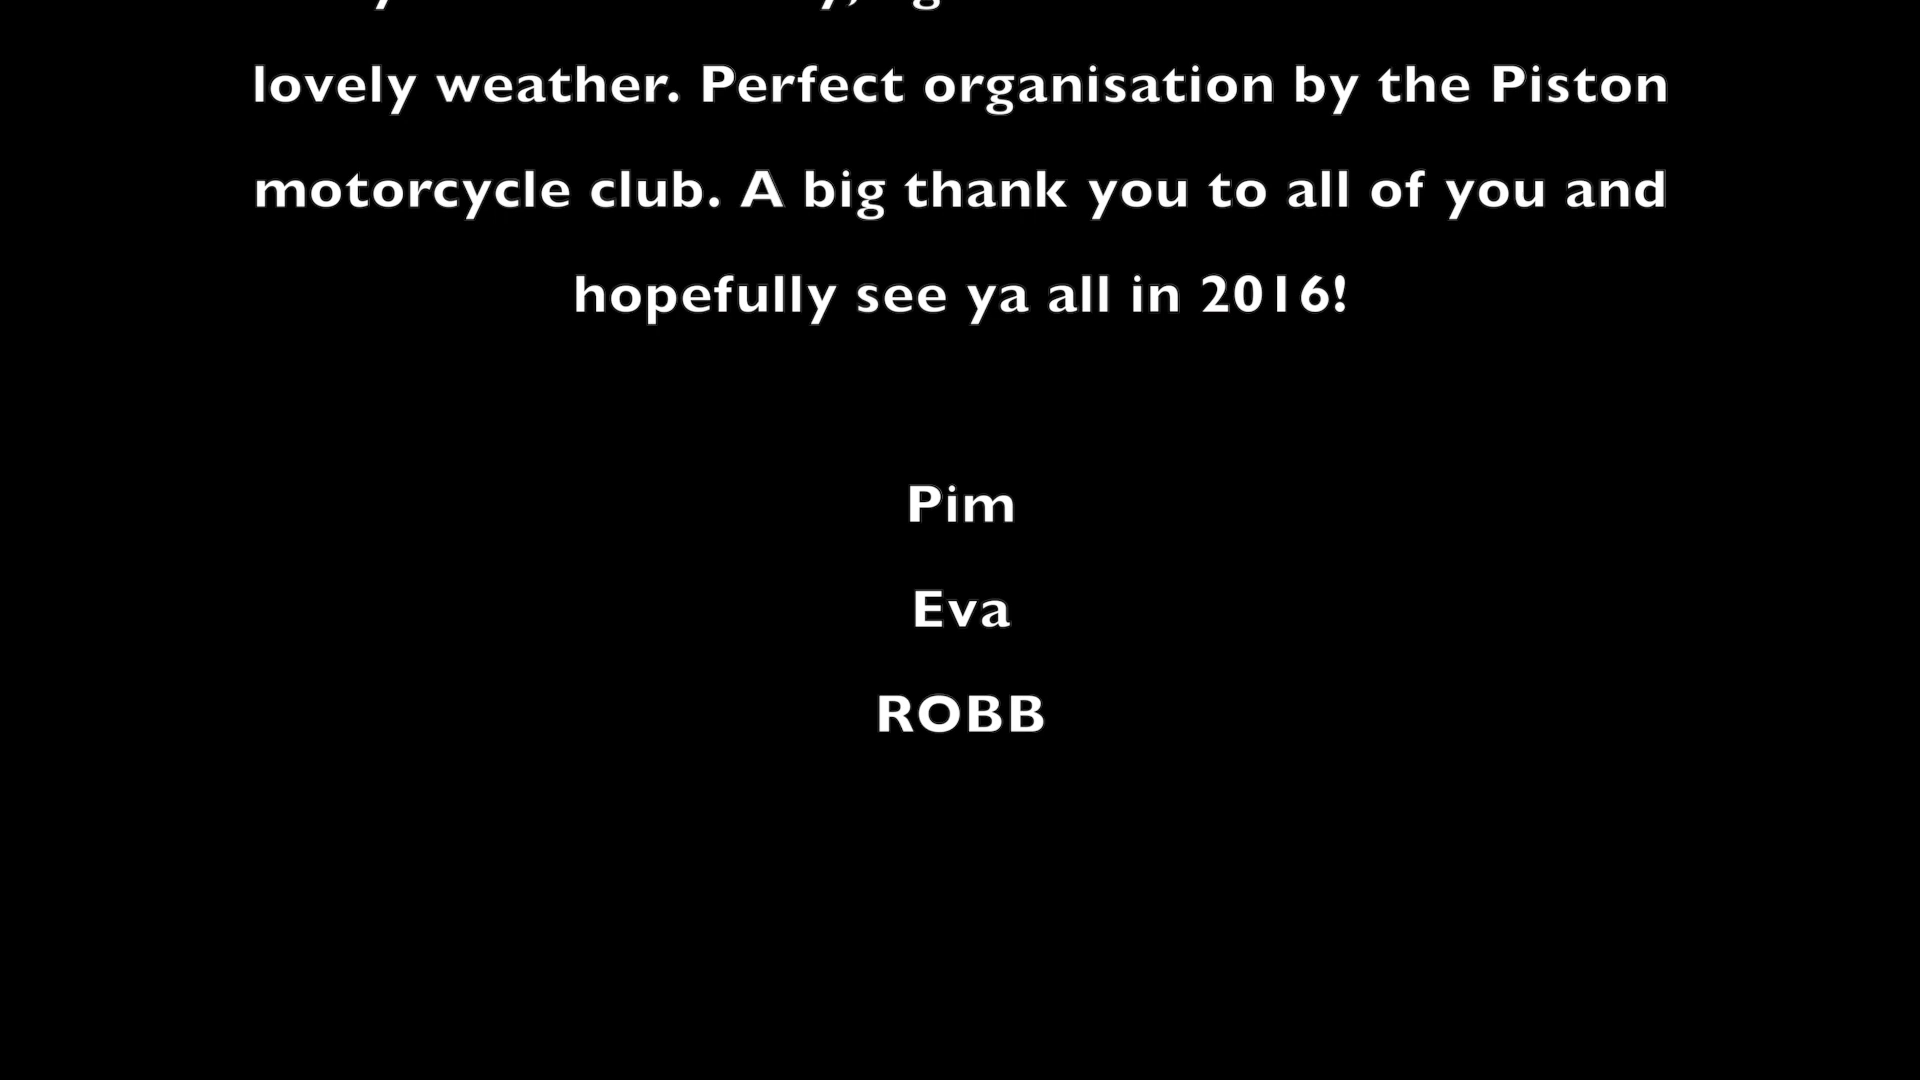 lovely weather. Perfect organisation by the Piston
motorcycle club. A big thank you to all of you and
hopefully see ya all in 2016!
Pim
Eva
ROBB